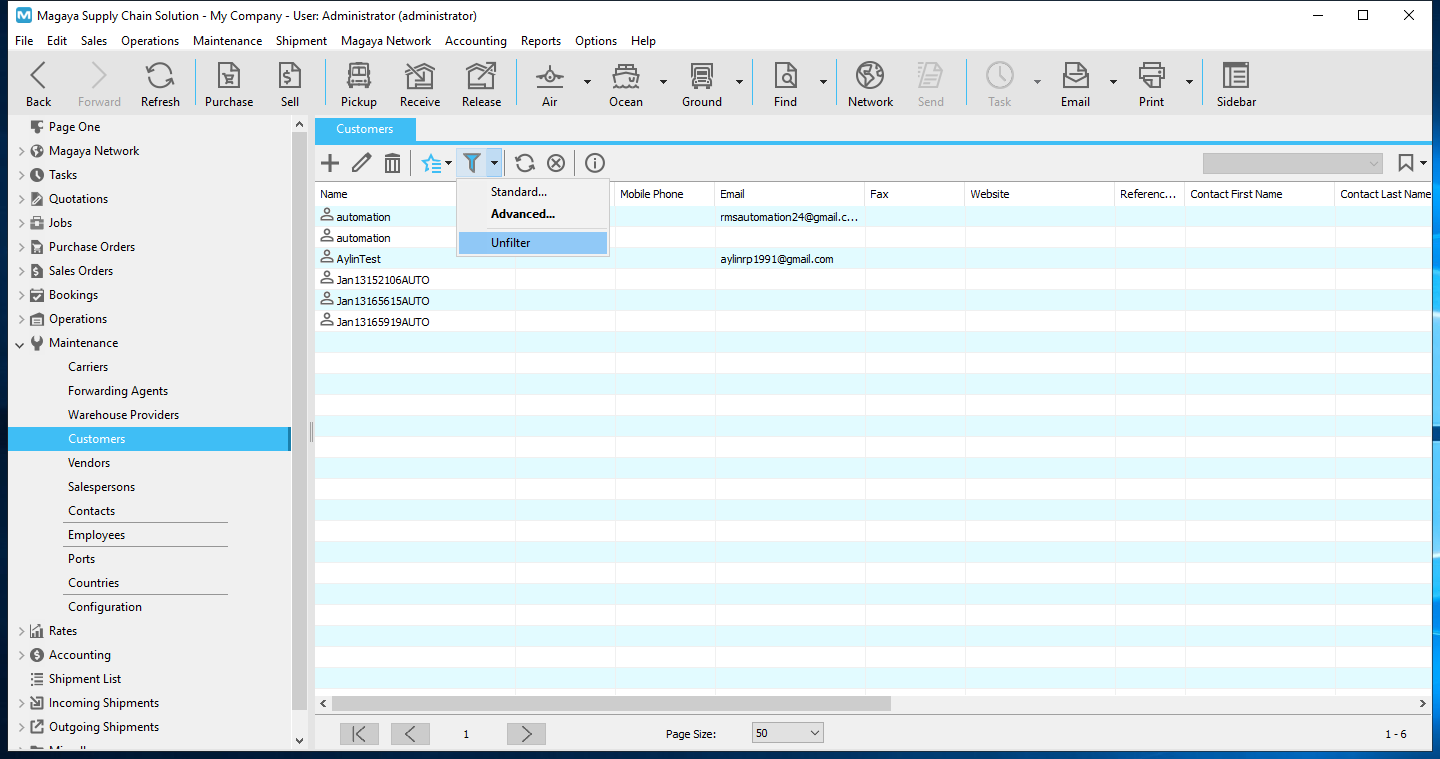 Magaya Supply Chain Solution - My Company - User: Administrator (administrator)
File Edit Sales Operations Maintenance Shipment Magaya Network Accounting Reports Options Help
Back Forward Refresh Purchase Sell Pickup Receive Release Air Ocean Ground Find Network Send Task Email Print Sidebar
Page One
Magaya Network
Tasks
Quotations
Jobs
Purchase Orders
Sales Orders
Bookings
Operations
Maintenance
Carriers
Forwarding Agents
Warehouse Providers
Customers
Vendors
Salespersons
Contacts
Employees
Ports
Countries
Configuration
Rates
Accounting
Shipment List
Incoming Shipments
Outgoing Shipments
Customers
Standard...
Advanced...
Unfilter
Name Mobile Phone Email Fax Website Referenc... Contact First Name Contact Last Name
automation rmsautomation24@gmail.c...
automation
AylinTest aylinrp1991@gmail.com
Jan13152106AUTO
Jan13165615AUTO
Jan13165919AUTO
1 Page Size: 50 1 - 6